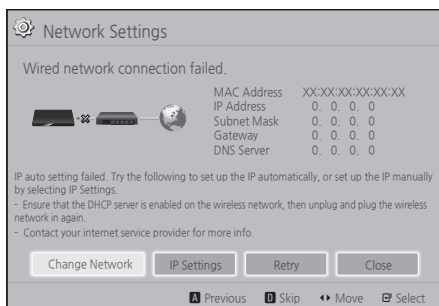 Network Settings
Wired network connection failed.
MAC Address XX:XX:XX:XX:XX:XX
IP Address 0. 0. 0. 0
Subnet Mask 0. 0. 0. 0
Gateway 0. 0. 0. 0
DNS Server 0. 0. 0. 0
IP auto setting failed. Try the following to set up the IP automatically, or set up the IP manually
by selecting IP Settings.
- Ensure that the DHCP server is enabled on the wireless network, then unplug and plug the wireless
network in again.
- Contact your internet service provider for more info.
Change Network IP Settings Retry Close
A Previous D Skip Move Select